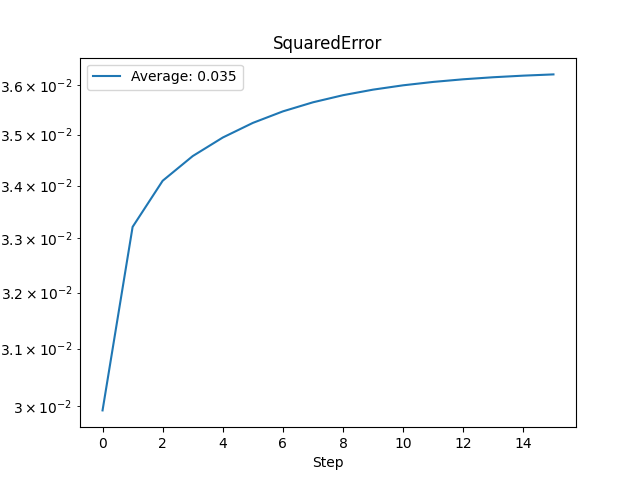 SquaredError
Average: 0.035
3.6 × 10⁻²
3.5 × 10⁻²
3.4 × 10⁻²
3.3 × 10⁻²
3.2 × 10⁻²
3.1 × 10⁻²
3 × 10⁻²
0 2 4 6 8 10 12 14
Step